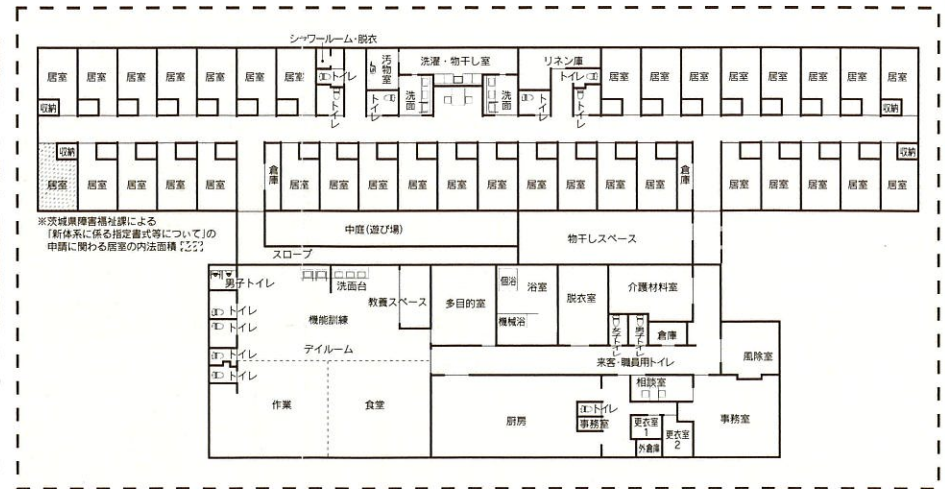 シャワールーム・脱衣
居室 居室 居室 居室 居室 居室 居室 トイレ 汚物室 洗濯・物干し室 リネン庫 トイレ 居室 居室 居室 居室 居室 居室 居室 居室
収納 トイレ トイレ 洗面 洗面 トイレ トイレ 収納
収納 収納
居室 居室 居室 居室 居室 倉庫 居室 居室 居室 居室 居室 居室 居室 居室 居室 居室 倉庫 居室 居室 居室 居室 居室
※茨城県障害福祉課による
「新体系に係る指定書式等について」の
申請に関わる居室の内法面積
中庭(遊び場)
物干しスペース
スロープ
男子トイレ
洗面台
教養スペース
多目的室
個浴
浴室
機械浴
脱衣室
介護材料室
トイレ
機能訓練
女子トイレ
男子トイレ
倉庫
トイレ
デイルーム
来客・職員用トイレ
風除室
トイレ
トイレ
相談室
作業
食堂
厨房
トイレ
事務室
更衣室
1
更衣室
2
外倉庫
事務室